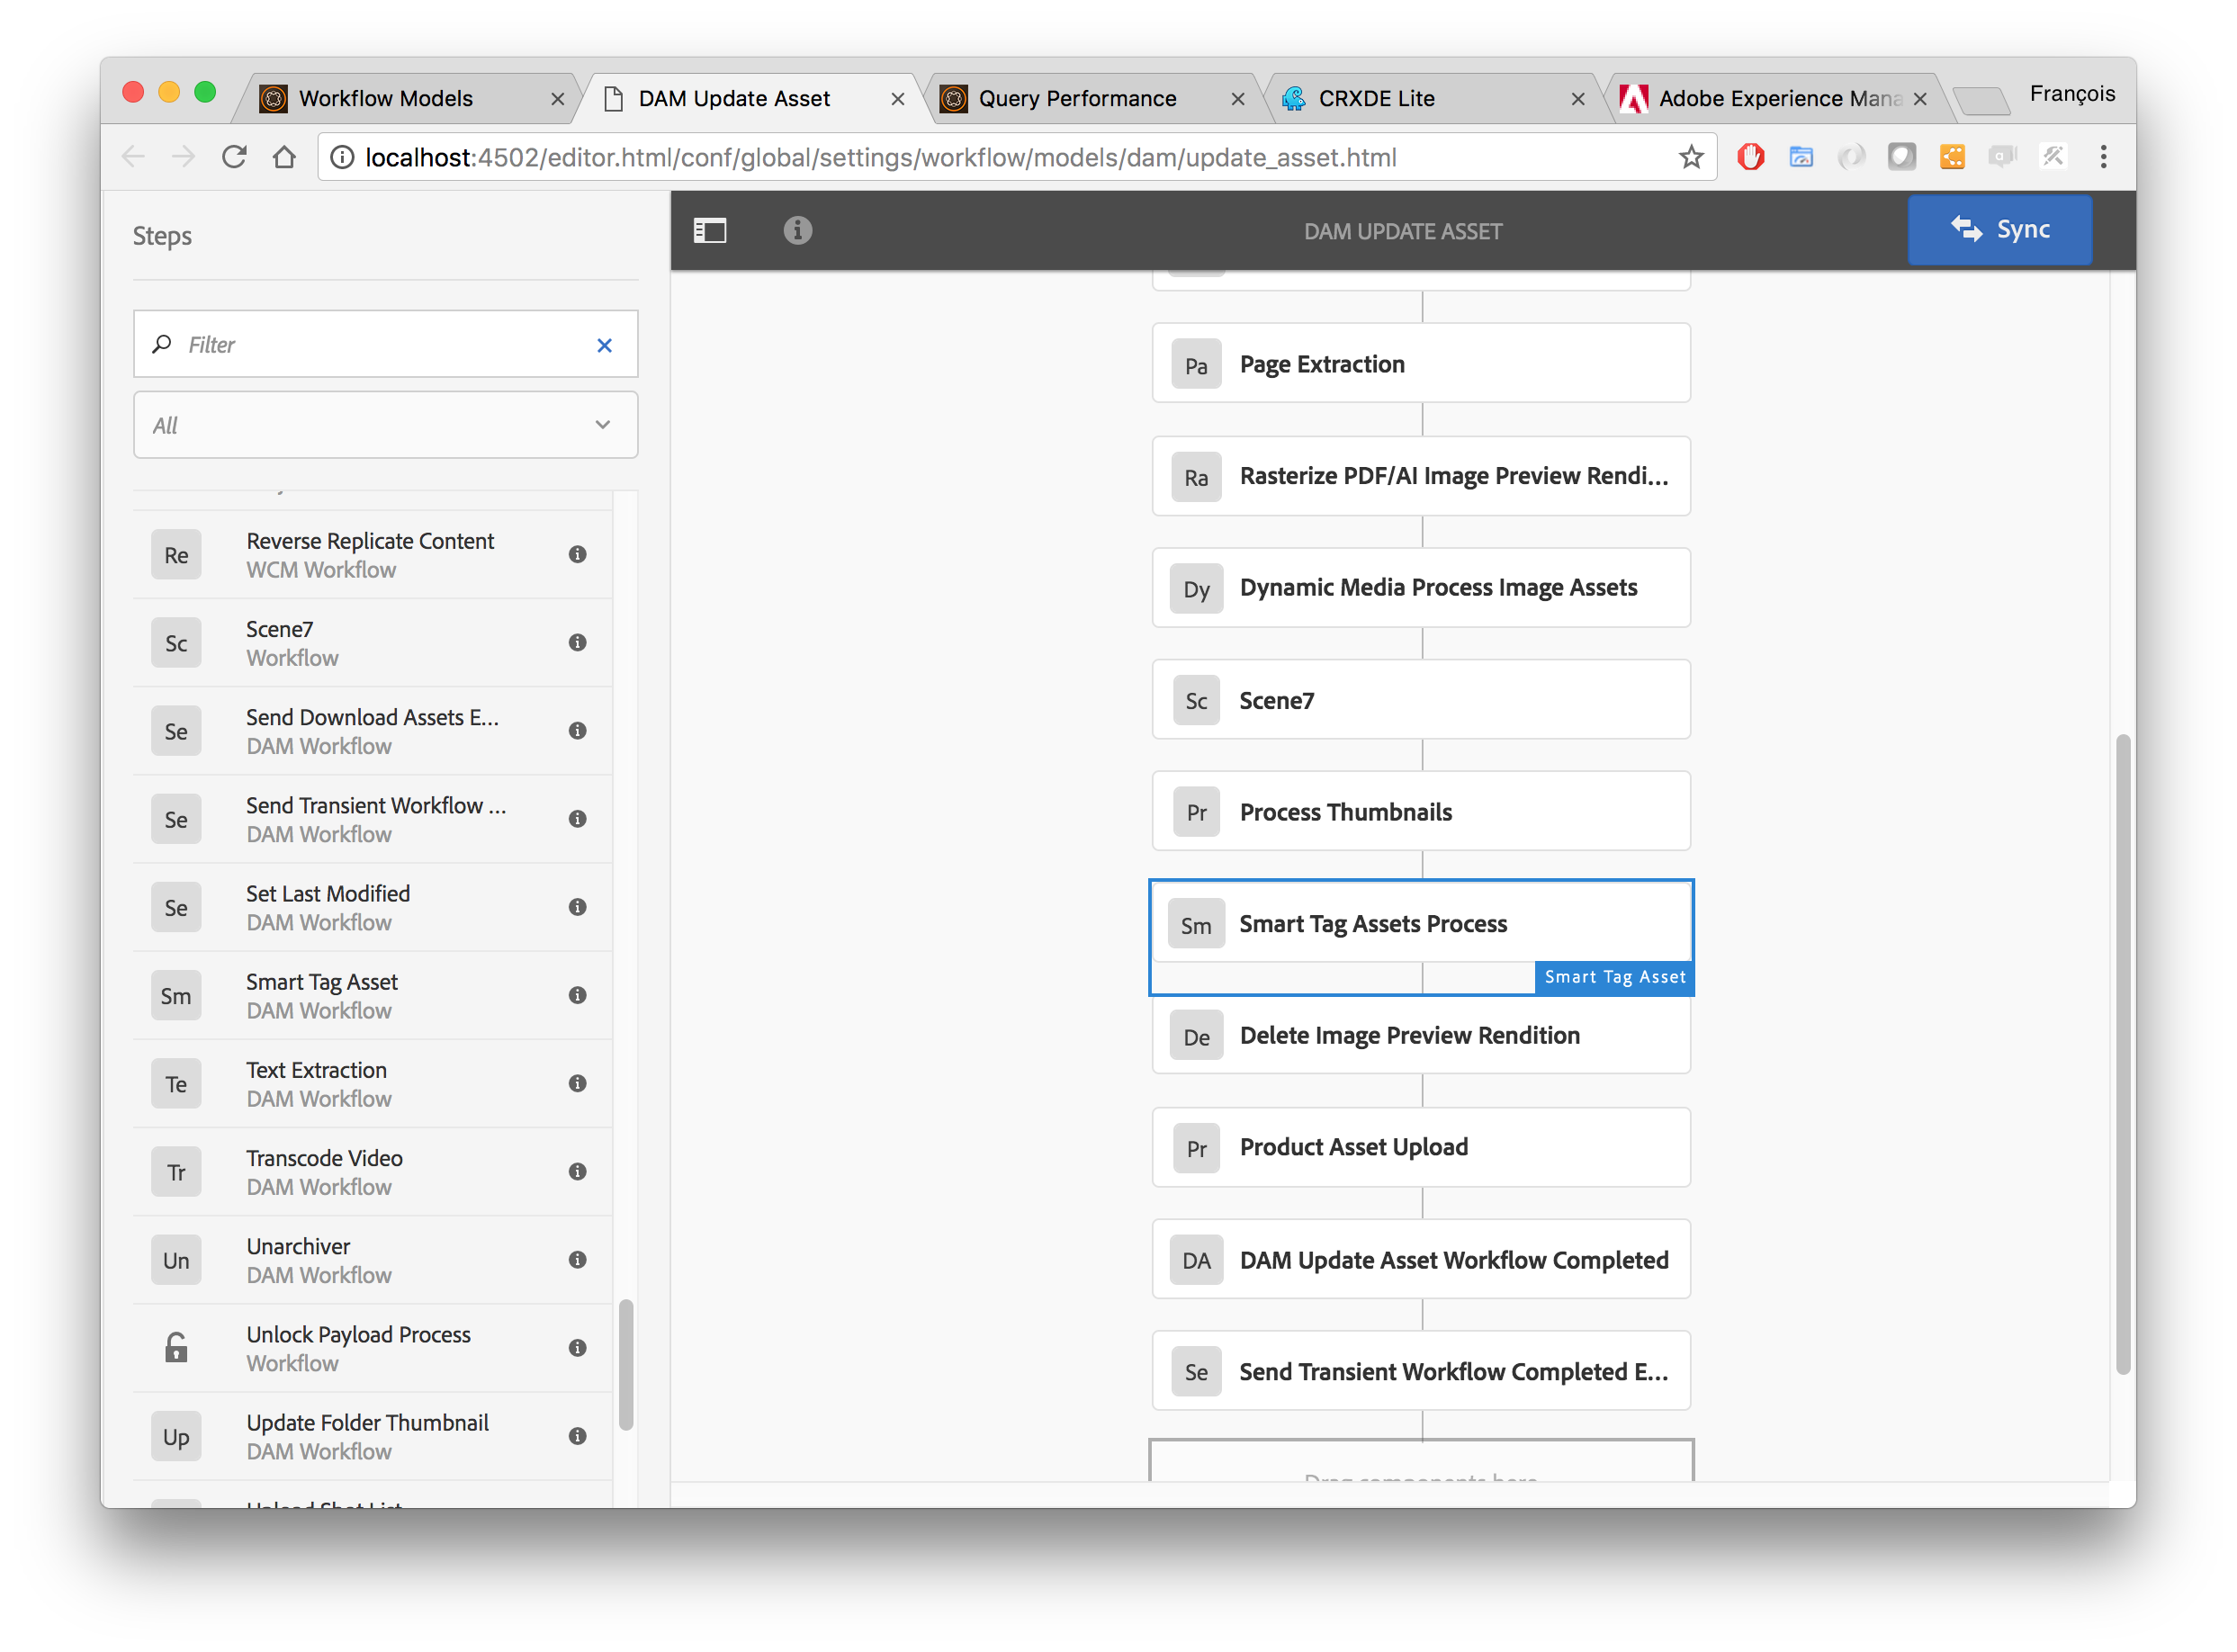 Workflow Models
DAM Update Asset
Query Performance
CRXDE Lite
Adobe Experience Mana
François
localhost:4502/editor.html/conf/global/settings/workflow/models/dam/update_asset.html
Steps
Filter
All
Re
Reverse Replicate Content
WCM Workflow
Sc
Scene7
Workflow
Se
Send Download Assets E...
DAM Workflow
Se
Send Transient Workflow ...
DAM Workflow
Se
Set Last Modified
DAM Workflow
Sm
Smart Tag Asset
DAM Workflow
Te
Text Extraction
DAM Workflow
Tr
Transcode Video
DAM Workflow
Un
Unarchiver
DAM Workflow
Unlock Payload Process
Workflow
Up
Update Folder Thumbnail
DAM Workflow
Upload Shot List
DAM UPDATE ASSET
Sync
Pa
Page Extraction
Ra
Rasterize PDF/AI Image Preview Rendi...
Dy
Dynamic Media Process Image Assets
Sc
Scene7
Pr
Process Thumbnails
Sm
Smart Tag Assets Process
Smart Tag Asset
De
Delete Image Preview Rendition
Pr
Product Asset Upload
DA
DAM Update Asset Workflow Completed
Se
Send Transient Workflow Completed E...
Drag components here